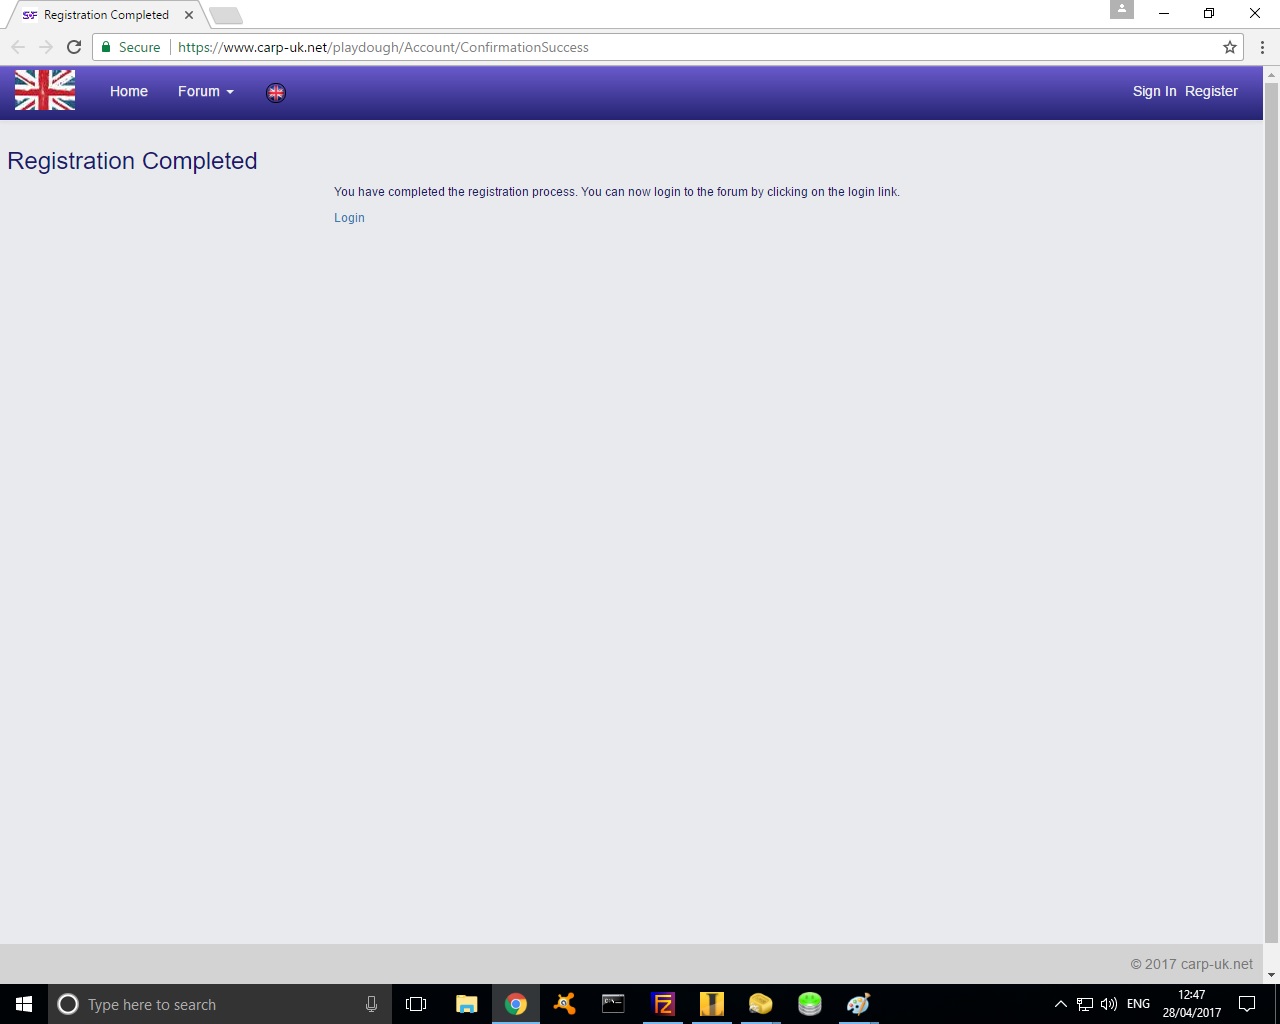 S+F Registration Completed
Secure https://www.carp-uk.net/playdough/Account/ConfirmationSuccess
Home Forum Sign In Register
Registration Completed
You have completed the registration process. You can now login to the forum by clicking on the login link.
Login
© 2017 carp-uk.net
Type here to search
FZ
ENG
12:47
28/04/2017